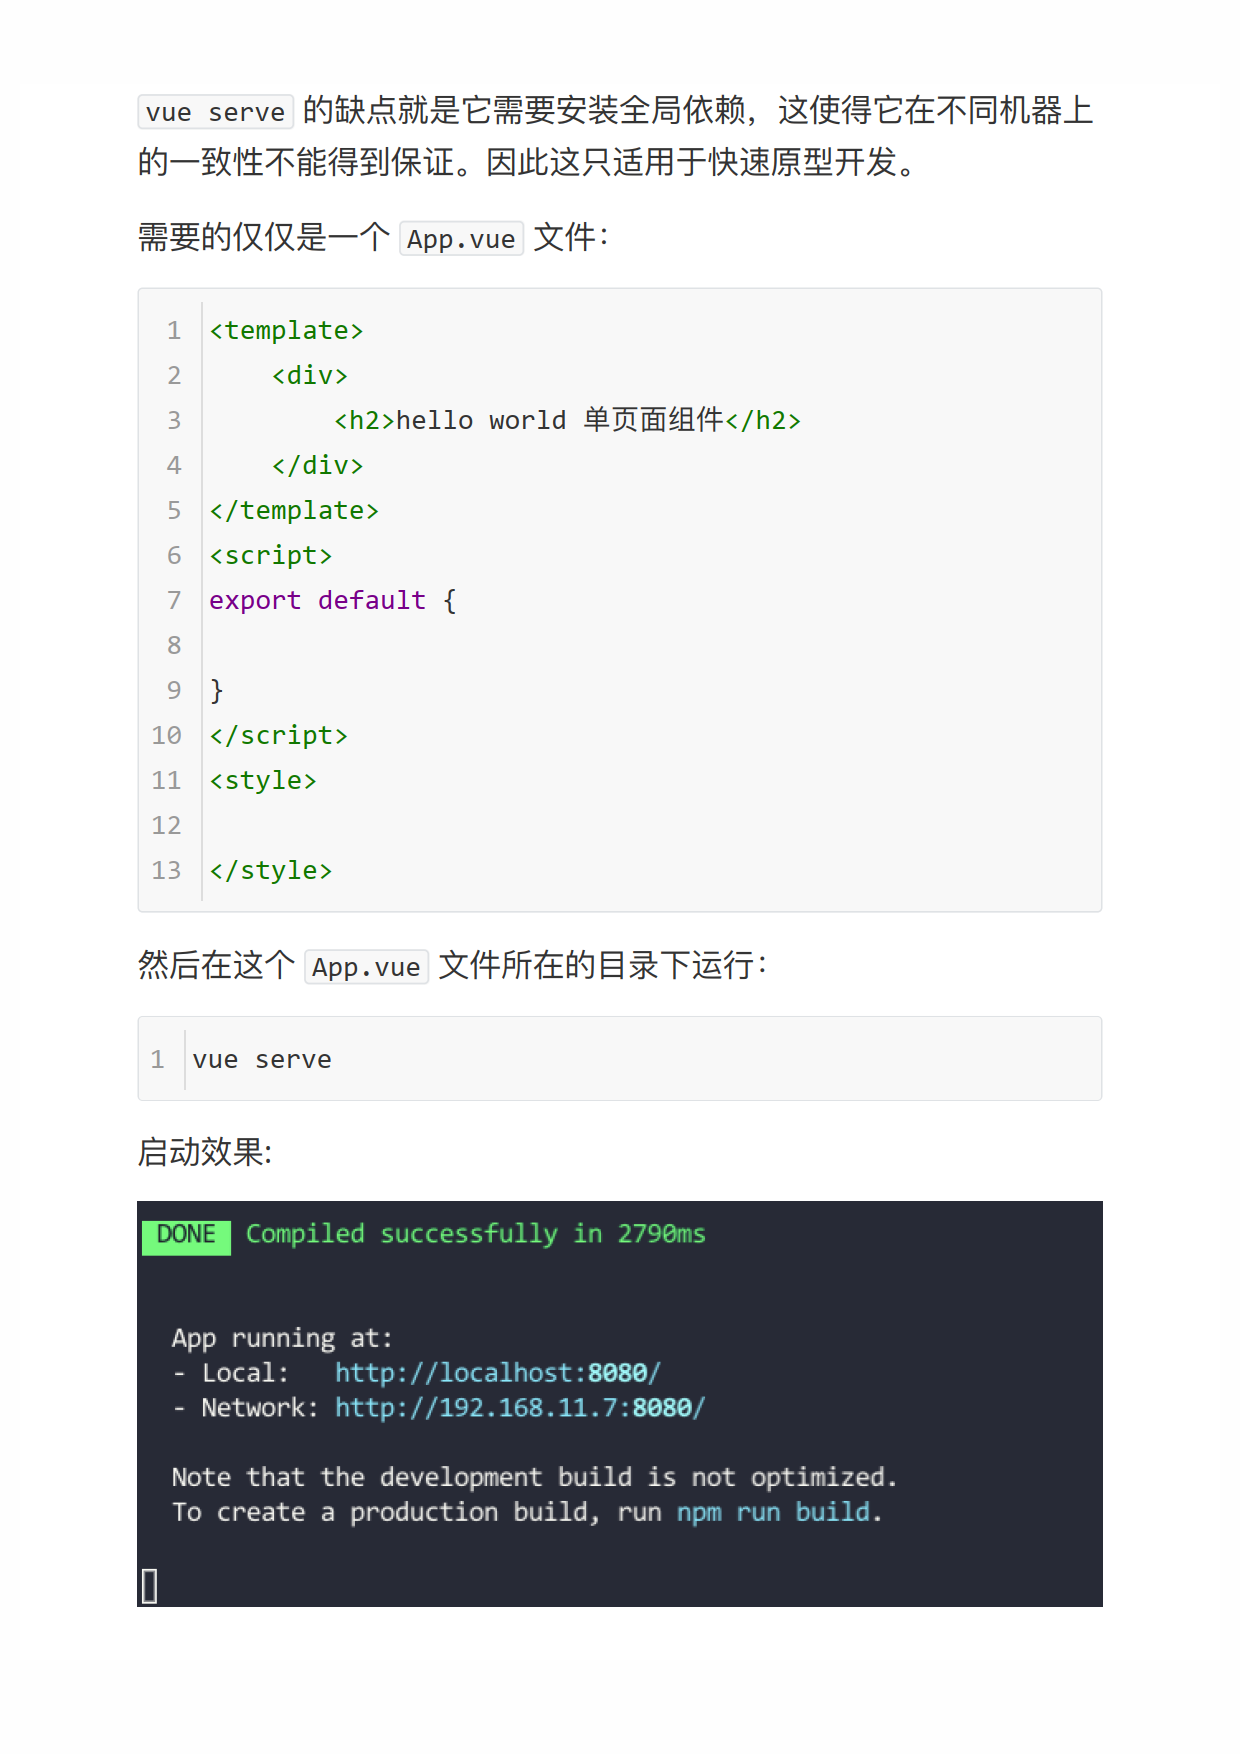 vue serve 的缺点就是它需要安装全局依赖，这使得它在不同机器上
的一致性不能得到保证。因此这只适用于快速原型开发。
需要的仅仅是一个 App.vue 文件：
1 <template>
2     <div>
3         <h2>hello world 单页面组件</h2>
4     </div>
5 </template>
6 <script>
7 export default {
8
9 }
10 </script>
11 <style>
12
13 </style>
然后在这个 App.vue 文件所在的目录下运行：
1 vue serve
启动效果:
DONE Compiled successfully in 2790ms
App running at:
- Local:   http://localhost:8080/
- Network: http://192.168.11.7:8080/
Note that the development build is not optimized.
To create a production build, run npm run build.